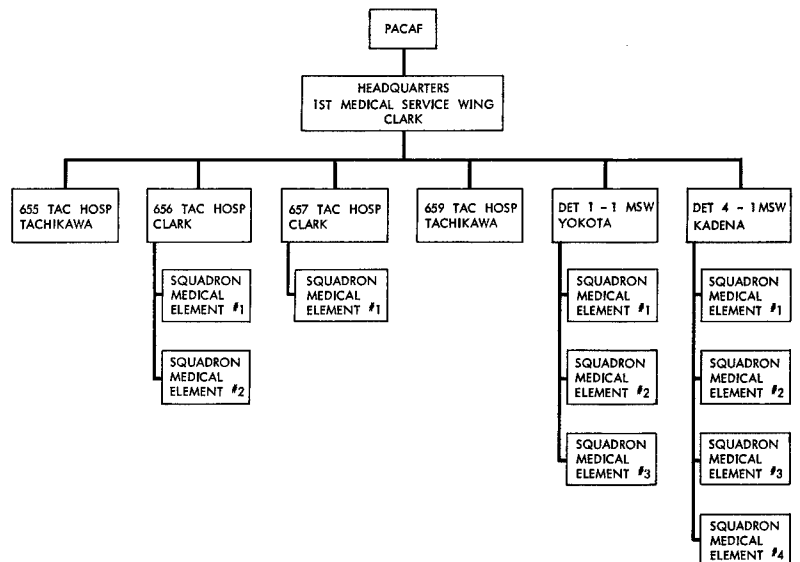 PACAF
HEADQUARTERS
1ST MEDICAL SERVICE WING
CLARK
655 TAC HOSP
TACHIKAWA
656 TAC HOSP
CLARK
657 TAC HOSP
CLARK
659 TAC HOSP
TACHIKAWA
DET 1 - 1 MSW
YOKOTA
DET 4 - 1MSW
KADENA
SQUADRON
MEDICAL
ELEMENT #1
SQUADRON
MEDICAL
ELEMENT #2
SQUADRON
MEDICAL
ELEMENT #1
SQUADRON
MEDICAL
ELEMENT #1
SQUADRON
MEDICAL
ELEMENT #2
SQUADRON
MEDICAL
ELEMENT #3
SQUADRON
MEDICAL
ELEMENT #1
SQUADRON
MEDICAL
ELEMENT #2
SQUADRON
MEDICAL
ELEMENT #3
SQUADRON
MEDICAL
ELEMENT #4